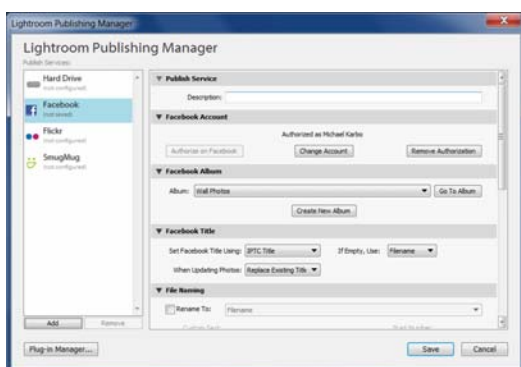 Lightroom Publishing Manager
Lightroom Publishing Manager
Publish Services:
Hard Drive
(not configured)
Facebook
(not saved)
Flickr
(not configured)
SmugMug
(not configured)
Add Remove
Publish Service
Description:
Facebook Account
Authorized as Michael Karbo
Authorize on Facebook Change Account Remove Authorization
Facebook Album
Album: Wall Photos Go To Album
Create New Album
Facebook Title
Set Facebook Title Using: IPTC Title If Empty, Use: Filename
When Updating Photos: Replace Existing Title
File Naming
Rename To: Filename
Custom Text: Start Number:
Plug-in Manager... Save Cancel